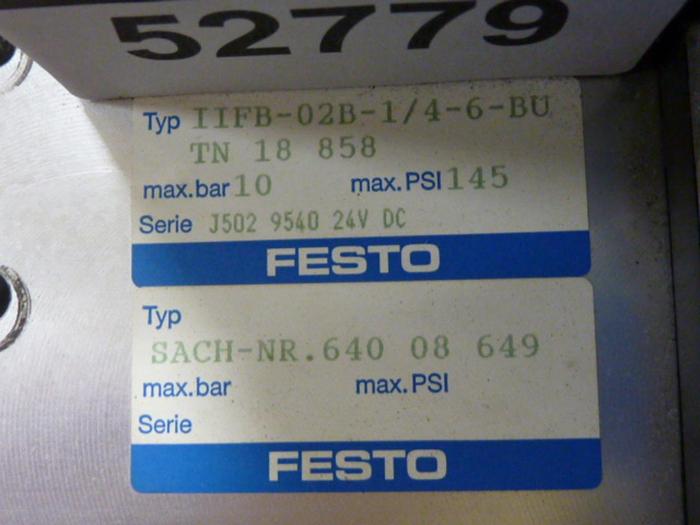 52779
Typ IIFB-02B-1/4-6-BU
TN 18 858
max.bar 10 max.PSI 145
Serie J502 9540 24V DC
FESTO
Typ
SACH-NR.640 08 649
max.bar max.PSI
Serie
FESTO